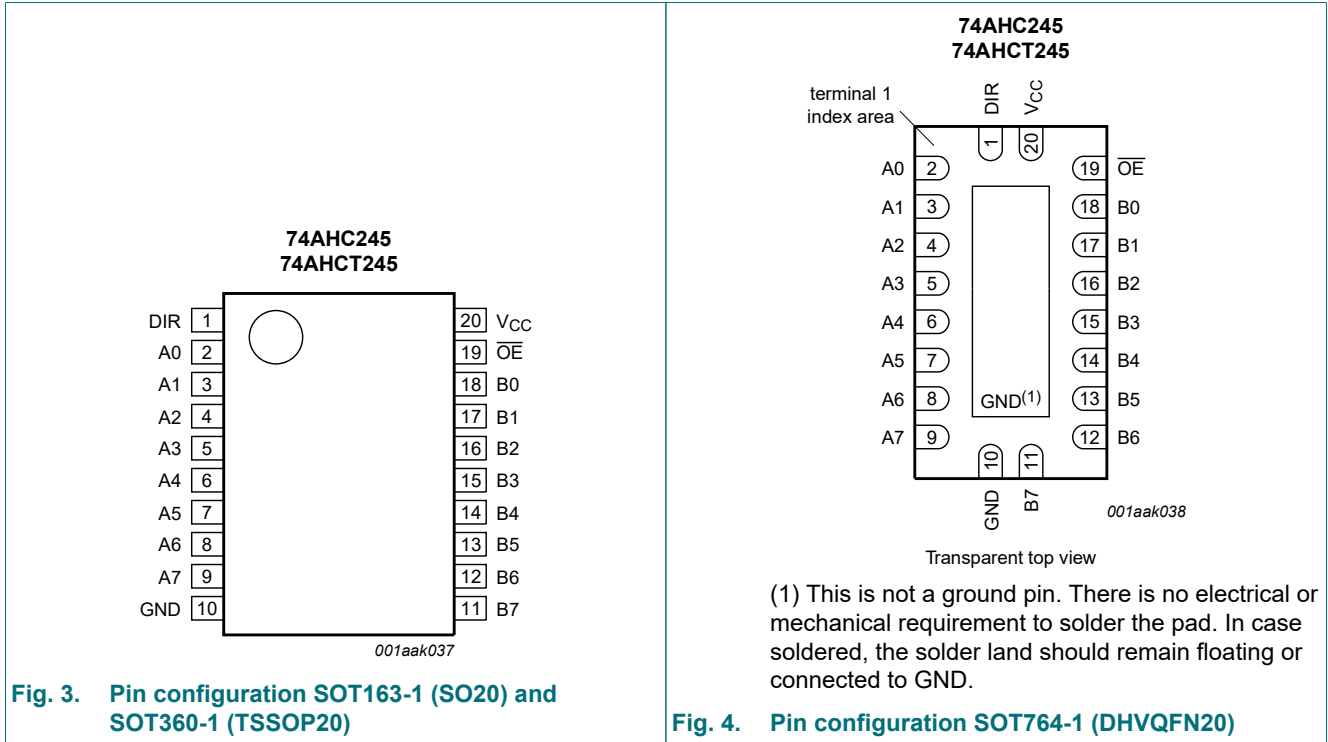 74AHC245
74AHCT245
DIR 1
20 VCC
A0 2
19 OE
A1 3
18 B0
A2 4
17 B1
A3 5
16 B2
A4 6
15 B3
A5 7
14 B4
A6 8
13 B5
A7 9
12 B6
GND 10
11 B7
001aak037
Fig. 3. Pin configuration SOT163-1 (SO20) and
SOT360-1 (TSSOP20)
74AHC245
74AHCT245
terminal 1
index area
DIR
VCC
1
20
A0 2
19 OE
A1 3
18 B0
A2 4
17 B1
A3 5
16 B2
A4 6
15 B3
A5 7
14 B4
A6 8
GND(1)
13 B5
A7 9
12 B6
10
11
GND
B7
001aak038
Transparent top view
(1) This is not a ground pin. There is no electrical or
mechanical requirement to solder the pad. In case
soldered, the solder land should remain floating or
connected to GND.
Fig. 4. Pin configuration SOT764-1 (DHVQFN20)